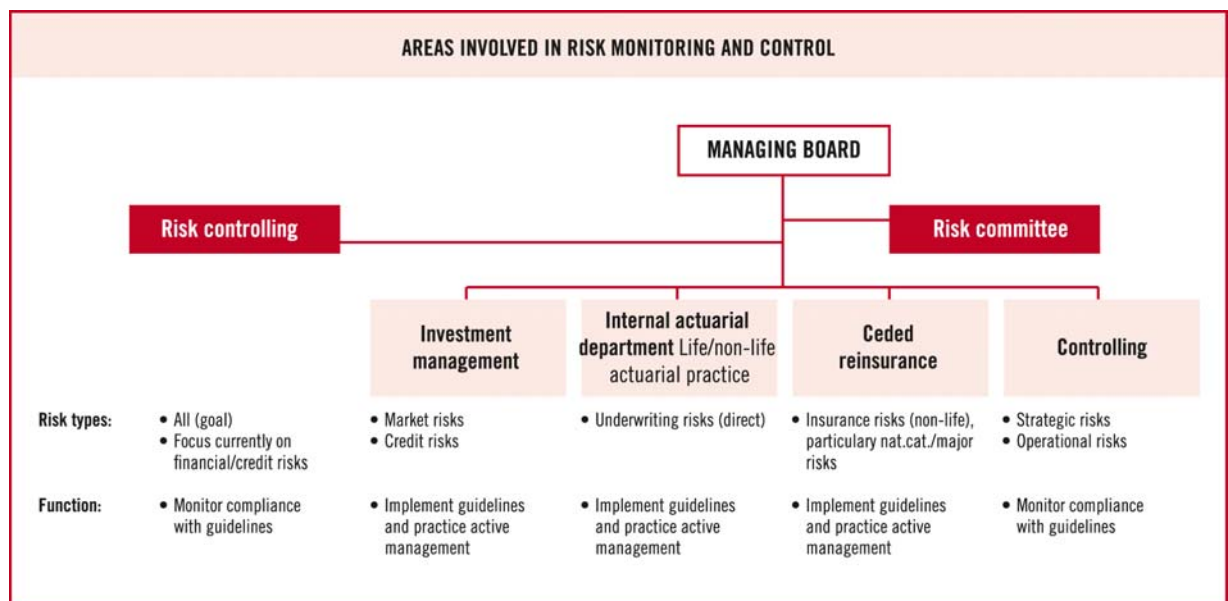 AREAS INVOLVED IN RISK MONITORING AND CONTROL
MANAGING BOARD
Risk controlling
Risk committee
Investment
management
Internal actuarial
department Life/non-life
actuarial practice
Ceded
reinsurance
Controlling
Risk types:
• All (goal)
• Focus currently on
financial/credit risks
• Market risks
• Credit risks
• Underwriting risks (direct)
• Insurance risks (non-life),
particulary nat.cat./major
risks
• Strategic risks
• Operational risks
Function:
• Monitor compliance
with guidelines
• Implement guidelines
and practice active
management
• Implement guidelines
and practice active
management
• Implement guidelines
and practice active
management
• Monitor compliance
with guidelines